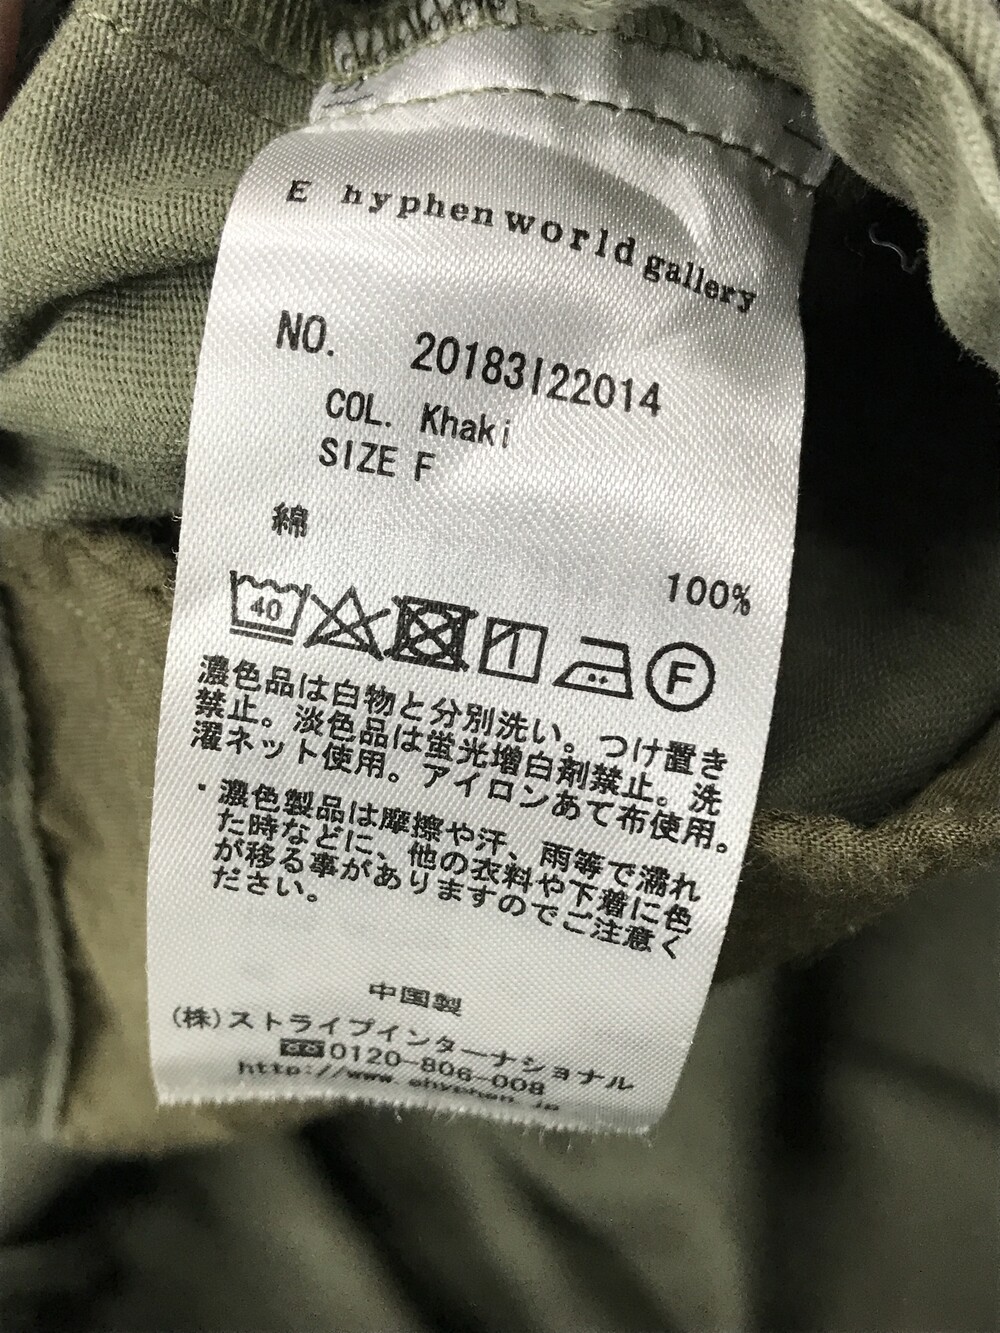 E hyphen world gallery
NO. 20183I22014
COL. Khaki
SIZE F
綿 100%
40 F
濃色品は白物と分別洗い。つけ置き
禁止。淡色品は蛍光増白剤禁止。洗
濯ネット使用。アイロンあて布使用。
・濃色製品は摩擦や汗、雨等で濡れ
た時などに、他の衣料や下着に色
が移る事がありますのでご注意く
ださい。
中国製
(株)ストライプインターナショナル
0120-806-008
http://www.ehyphen.jp